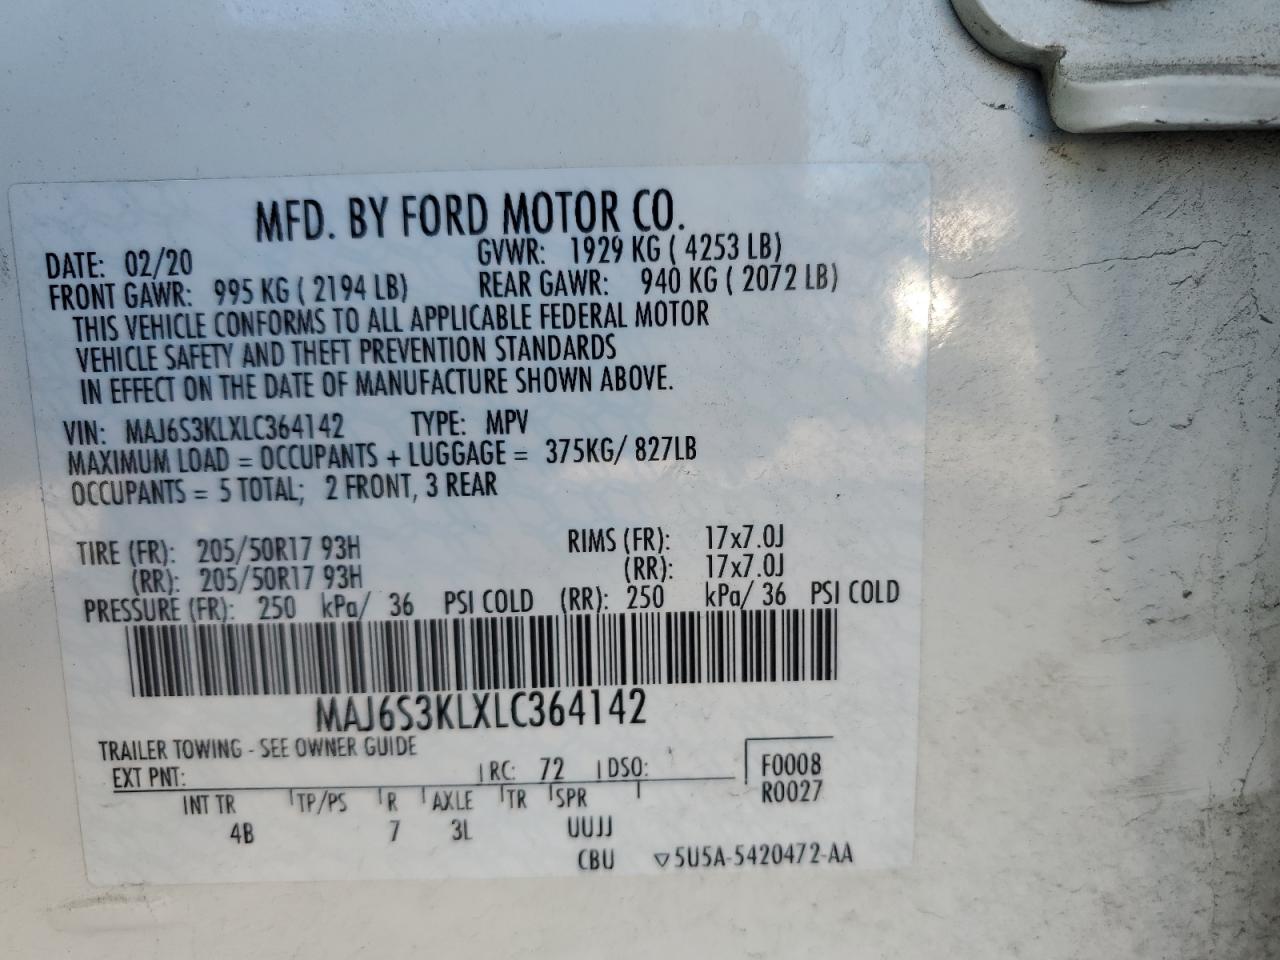 MFD. BY FORD MOTOR CO.
DATE: 02/20 GVWR: 1929 KG ( 4253 LB)
FRONT GAWR: 995 KG ( 2194 LB) REAR GAWR: 940 KG ( 2072 LB)
THIS VEHICLE CONFORMS TO ALL APPLICABLE FEDERAL MOTOR
VEHICLE SAFETY AND THEFT PREVENTION STANDARDS
IN EFFECT ON THE DATE OF MANUFACTURE SHOWN ABOVE.
VIN: MAJ6S3KLXLC364142 TYPE: MPV
MAXIMUM LOAD = OCCUPANTS + LUGGAGE = 375KG/ 827LB
OCCUPANTS = 5 TOTAL; 2 FRONT, 3 REAR
TIRE (FR): 205/50R17 93H RIMS (FR): 17x7.0J
(RR): 205/50R17 93H (RR): 17x7.0J
PRESSURE (FR): 250 kPa/ 36 PSI COLD (RR): 250 kPa/ 36 PSI COLD
MAJ6S3KLXLC364142
TRAILER TOWING - SEE OWNER GUIDE
EXT PNT: RC: 72 DSO: F0008
INT TR TP/PS R AXLE TR SPR R0027
4B 7 3L UUJJ
CBU ▽5U5A-5420472-AA